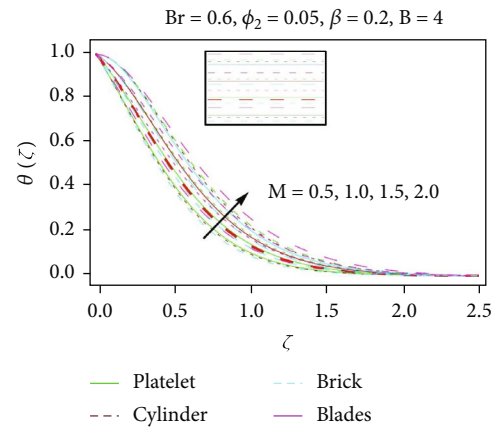 Br = 0.6, ϕ₂ = 0.05, β = 0.2, B = 4
1.0
0.8
0.6
0.4
0.2
0.0
θ (ζ)
M = 0.5, 1.0, 1.5, 2.0
0.0 0.5 1.0 1.5 2.0 2.5
ζ
Platelet Brick
Cylinder Blades